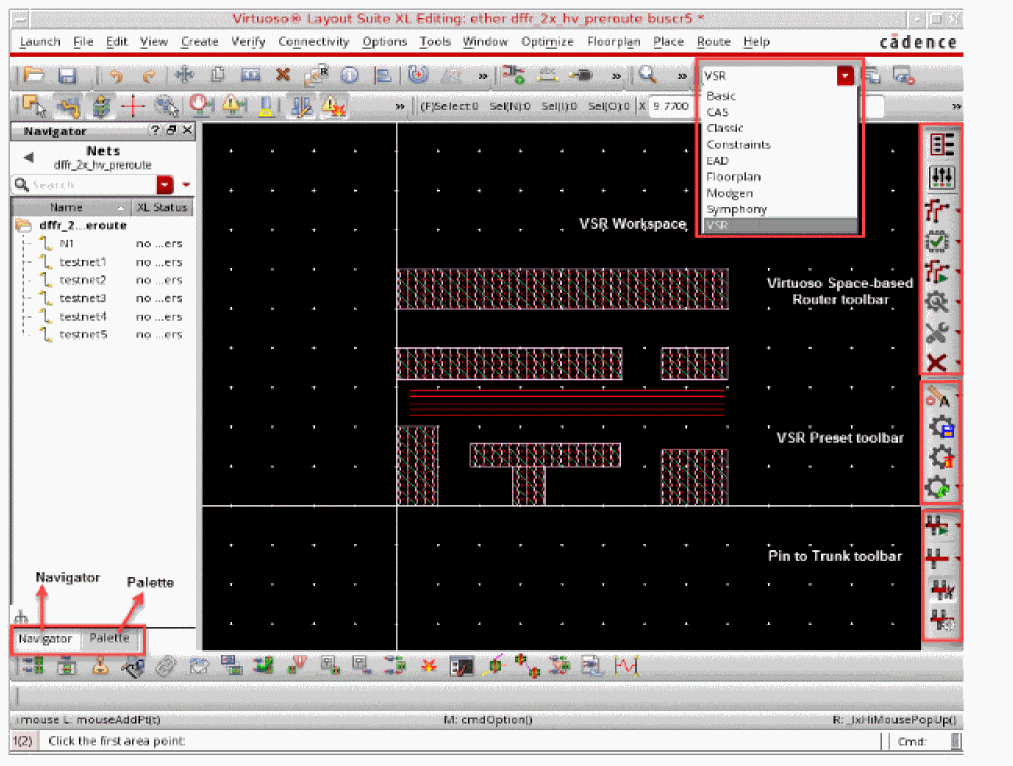 Virtuoso® Layout Suite XL Editing: ether dffr_2x_hv_preroute buscr5 *
Launch File Edit View Create Verify Connectivity Options Tools Window Optimize Floorplan Place Route Help cādence
» » » VSR
» (F)Select:0 Sel(N):0 Sel(I):0 Sel(O):0 X 9.7700 »
Basic
CAS
Classic
Constraints
EAD
Floorplan
Modgen
Symphony
VSR
Navigator
Nets
dffr_2x_hv_preroute
Search
Name XL Status
dffr_2...eroute
N1 no ...ers
testnet1 no ...ers
testnet2 no ...ers
testnet3 no ...ers
testnet4 no ...ers
testnet5 no ...ers
VSR Workspace
Virtuoso Space-based
Router toolbar
VSR Preset toolbar
Pin to Trunk toolbar
Navigator
Palette
Navigator Palette
mouse L: mouseAddPt(t) M: cmdOption() R: _lxHiMousePopUp()
1(2) Click the first area point: Cmd: